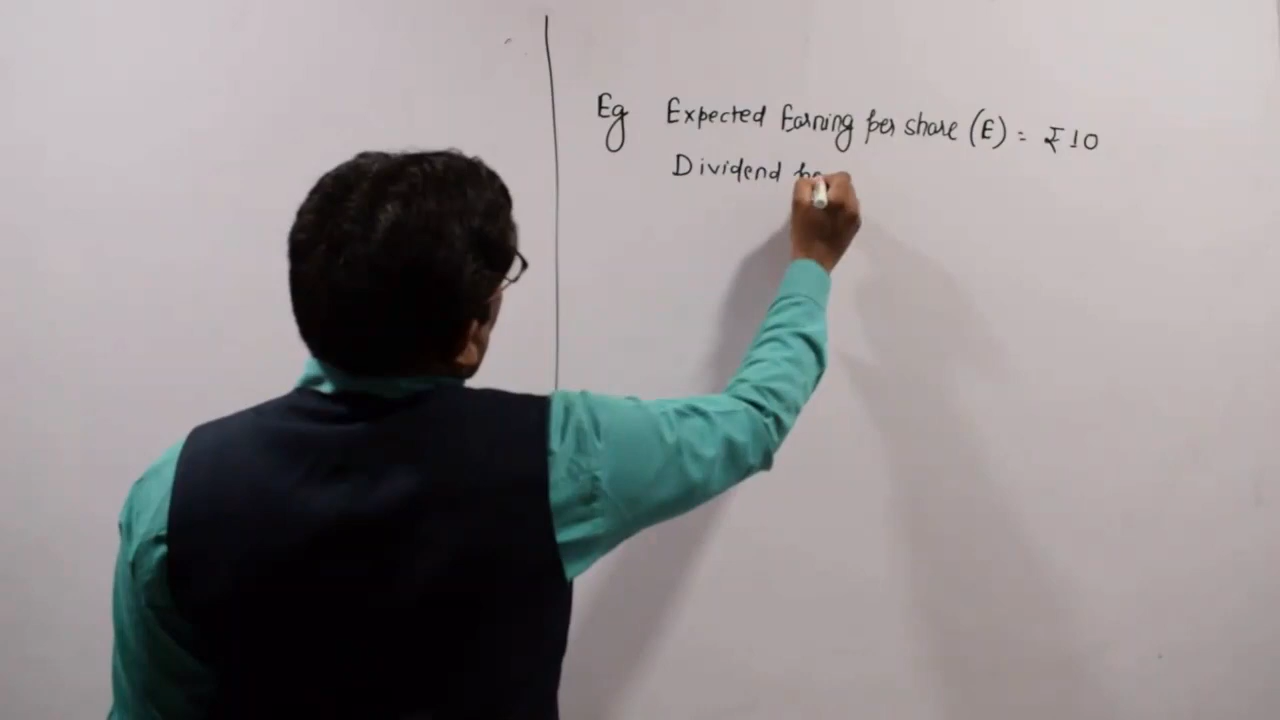 Eg Expected Earning per share (E) = ₹ 10
Dividend